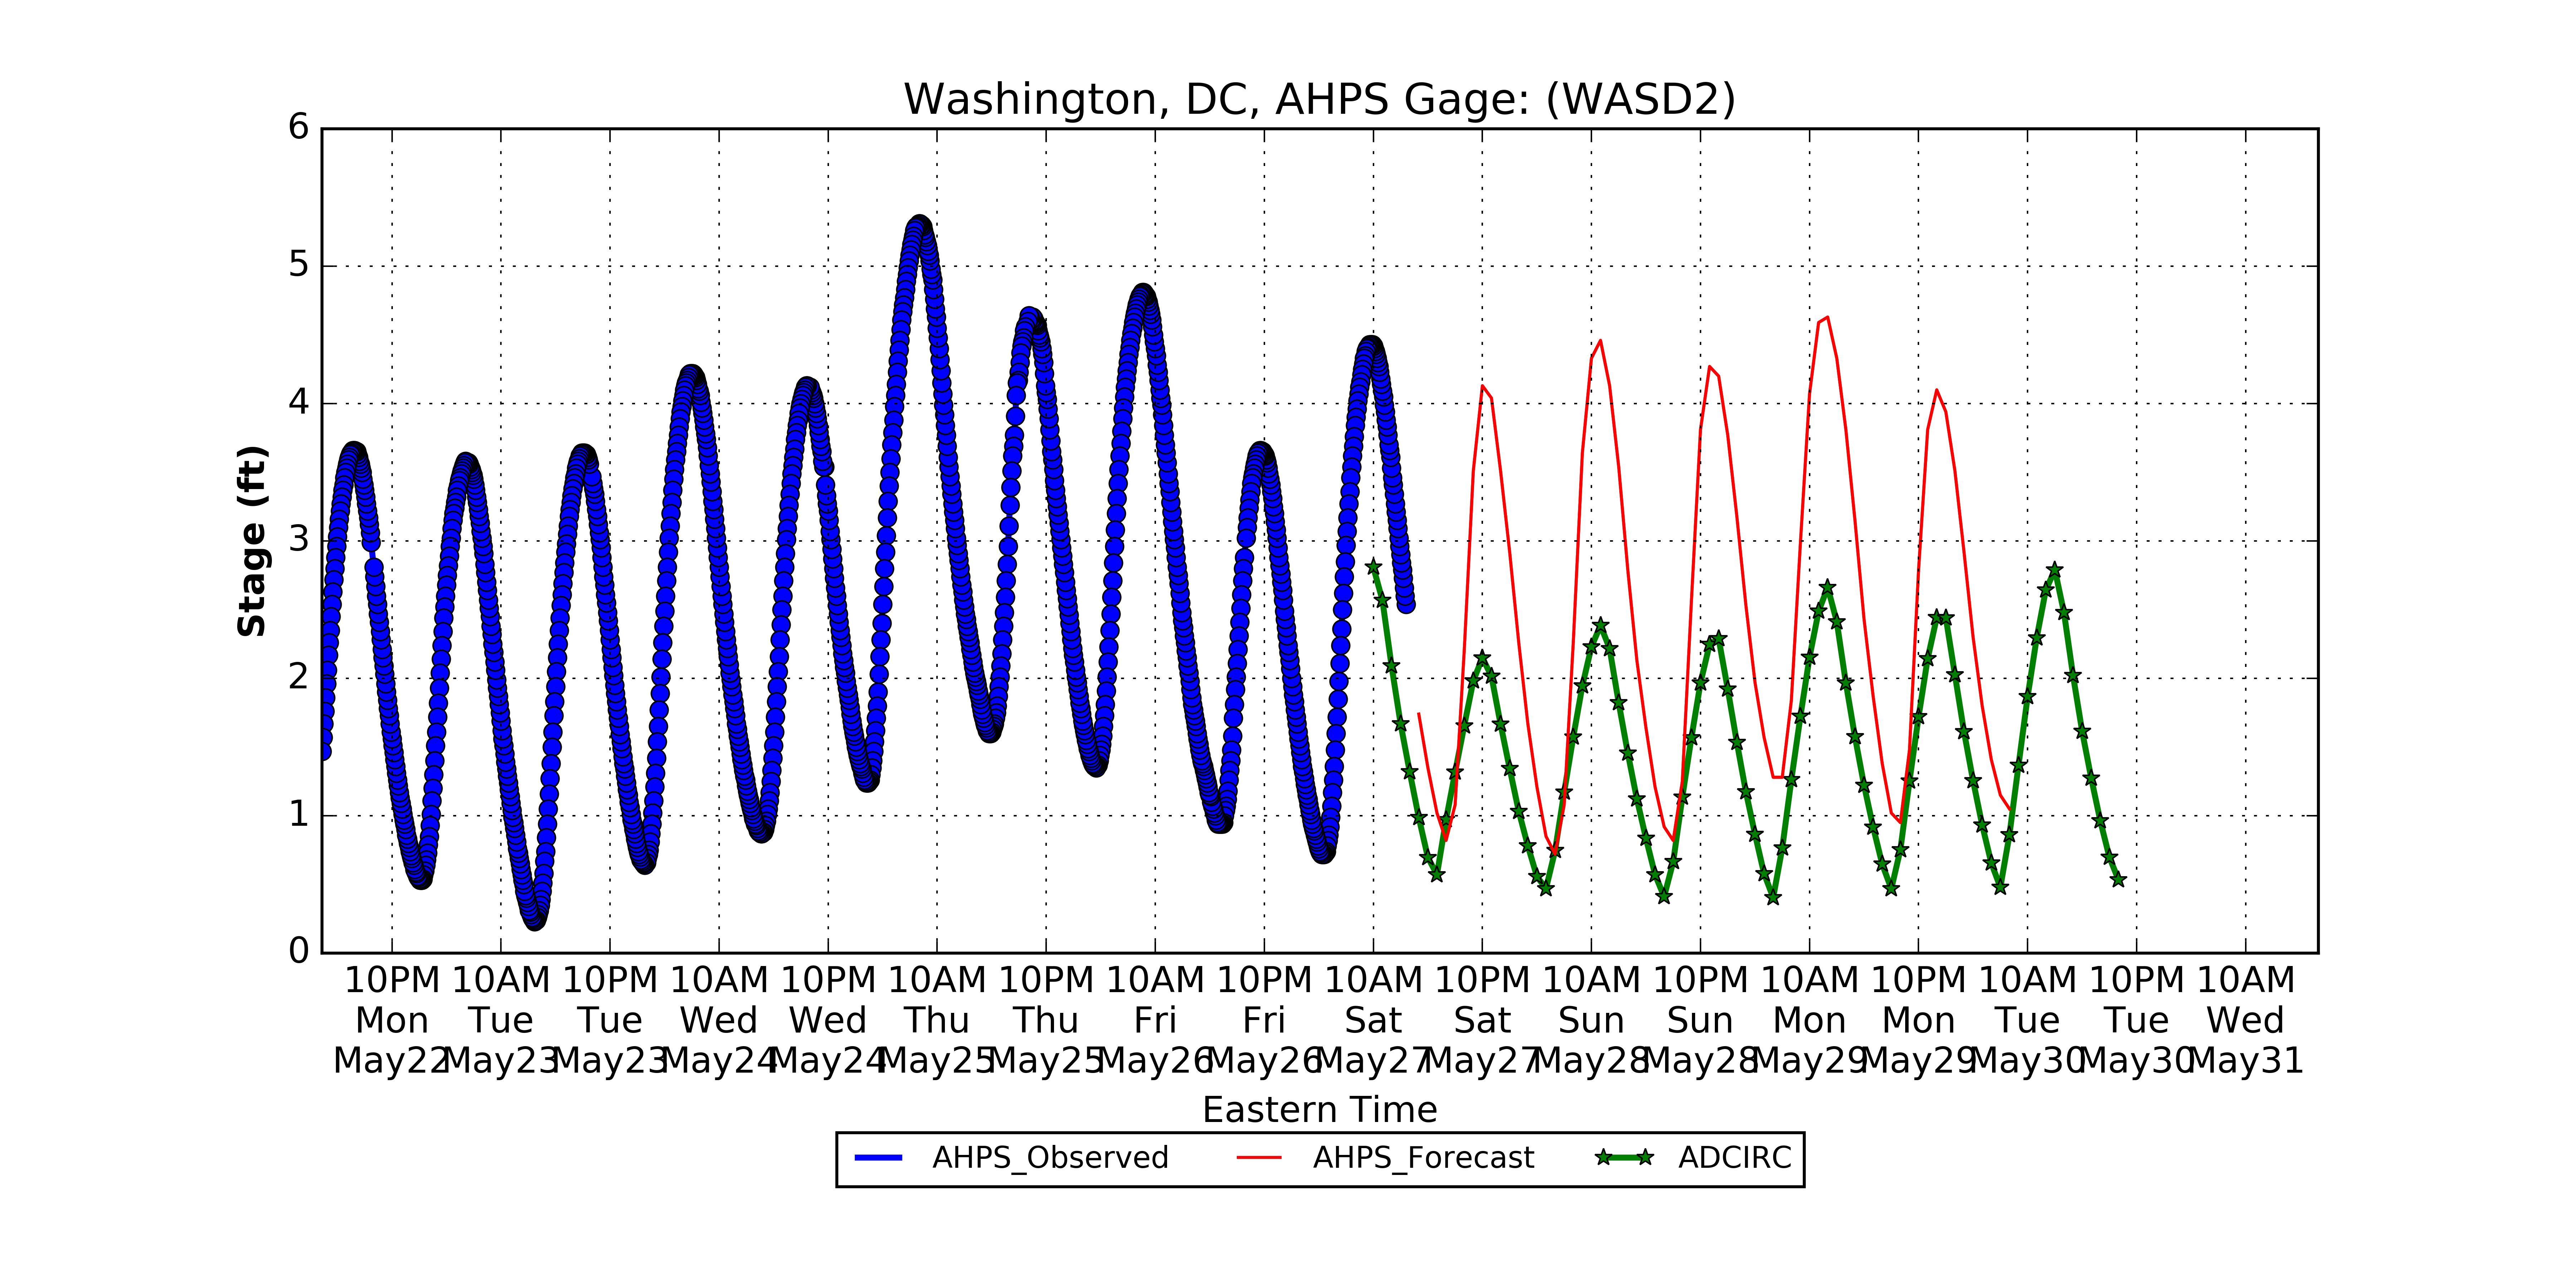 Washington, DC, AHPS Gage: (WASD2)
6
5
4
3
2
1
0
Stage (ft)
10PM 10AM 10PM 10AM 10PM 10AM 10PM 10AM 10PM 10AM 10PM 10AM 10PM 10AM 10PM 10AM 10PM 10AM
Mon Tue Tue Wed Wed Thu Thu Fri Fri Sat Sat Sun Sun Mon Mon Tue Tue Wed
May22 May23 May23 May24 May24 May25 May25 May26 May26 May27 May27 May28 May28 May29 May29 May30 May30 May31
Eastern Time
AHPS_Observed AHPS_Forecast ADCIRC